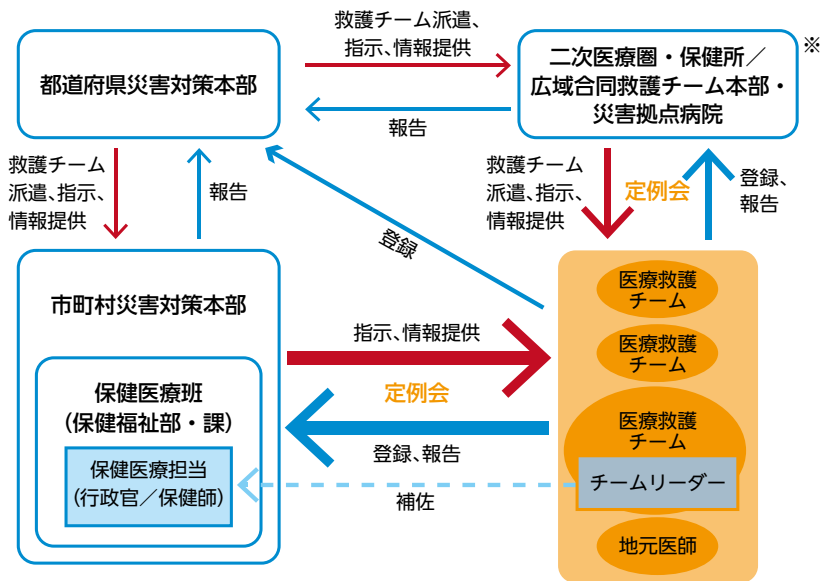 救護チーム派遣、
指示、情報提供
都道府県災害対策本部
二次医療圏・保健所／
広域合同救護チーム本部・
災害拠点病院
※
報告
救護チーム
派遣、指示、
情報提供
報告
登録
救護チーム
派遣、指示、
情報提供
定例会
登録、
報告
市町村災害対策本部
保健医療班
(保健福祉部・課)
保健医療担当
(行政官／保健師)
指示、情報提供
定例会
登録、報告
補佐
医療救護
チーム
医療救護
チーム
医療救護
チーム
チームリーダー
地元医師